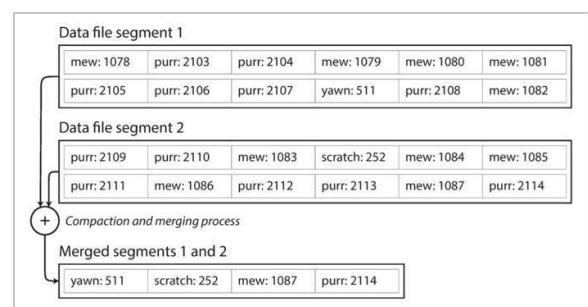 Data file segment 1
mew: 1078 purr: 2103 purr: 2104 mew: 1079 mew: 1080 mew: 1081
purr: 2105 purr: 2106 purr: 2107 yawn: 511 purr: 2108 mew: 1082
Data file segment 2
purr: 2109 purr: 2110 mew: 1083 scratch: 252 mew: 1084 mew: 1085
purr: 2111 mew: 1086 purr: 2112 purr: 2113 mew: 1087 purr: 2114
+ Compaction and merging process
Merged segments 1 and 2
yawn: 511 scratch: 252 mew: 1087 purr: 2114